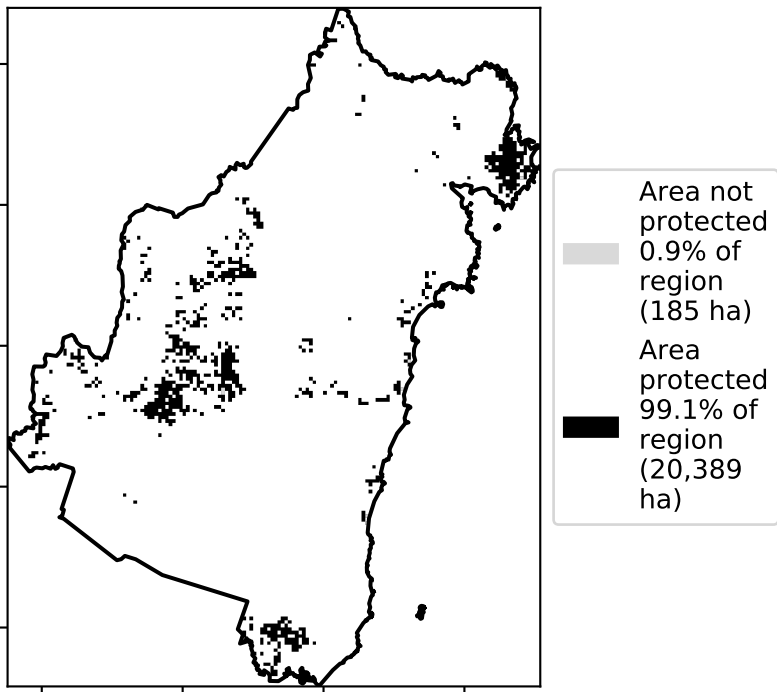 Area not
protected
0.9% of
region
(185 ha)
Area
protected
99.1% of
region
(20,389
ha)